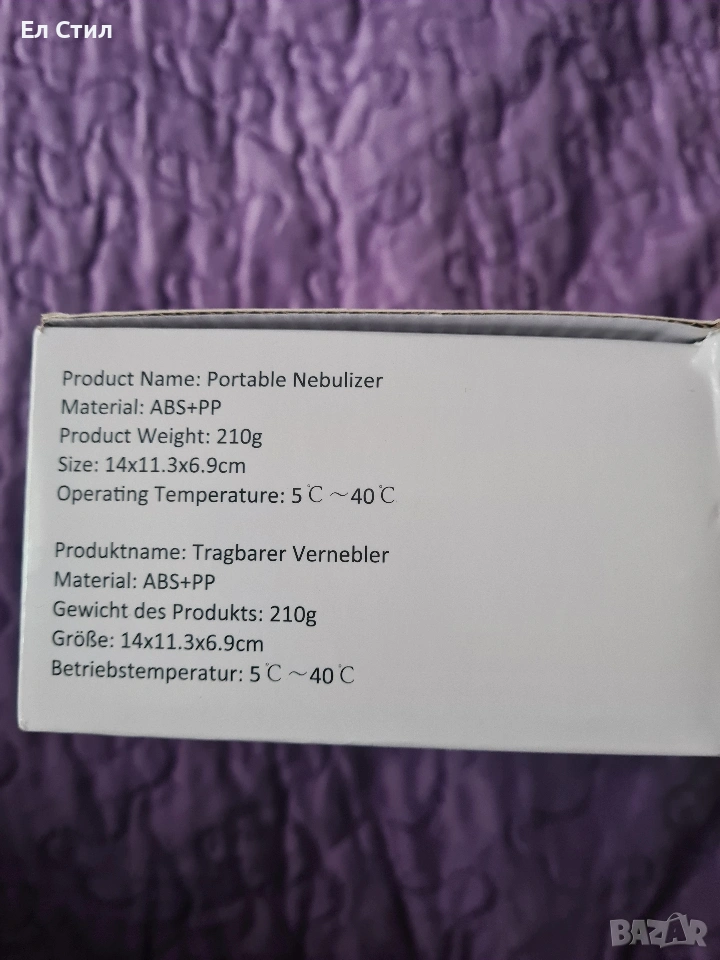 Ел Стил
Product Name: Portable Nebulizer
Material: ABS+PP
Product Weight: 210g
Size: 14x11.3x6.9cm
Operating Temperature: 5℃～40℃
Produktname: Tragbarer Vernebler
Material: ABS+PP
Gewicht des Produkts: 210g
Größe: 14x11.3x6.9cm
Betriebstemperatur: 5℃～40℃
BAZAR